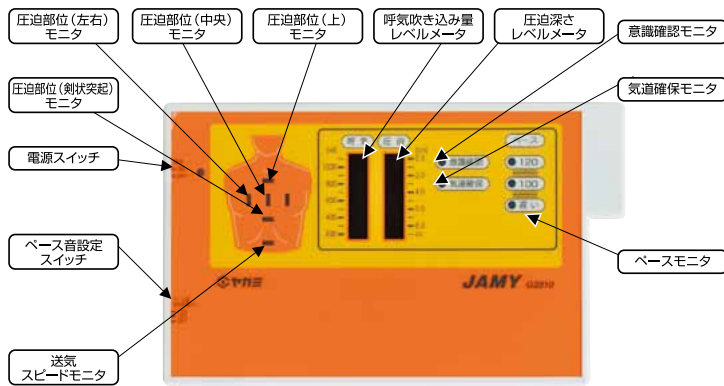 圧迫部位(左右)
モニタ
圧迫部位(中央)
モニタ
圧迫部位(上)
モニタ
呼気吹き込み量
レベルメータ
圧迫深さ
レベルメータ
意識確認モニタ
気道確保モニタ
圧迫部位(剣状突起)
モニタ
電源スイッチ
ペース音設定
スイッチ
送気
スピードモニタ
ペースモニタ
呼気
圧迫
ペース
意識確認
120
気道確保
100
遅い
ヤガミ
JAMY G2010